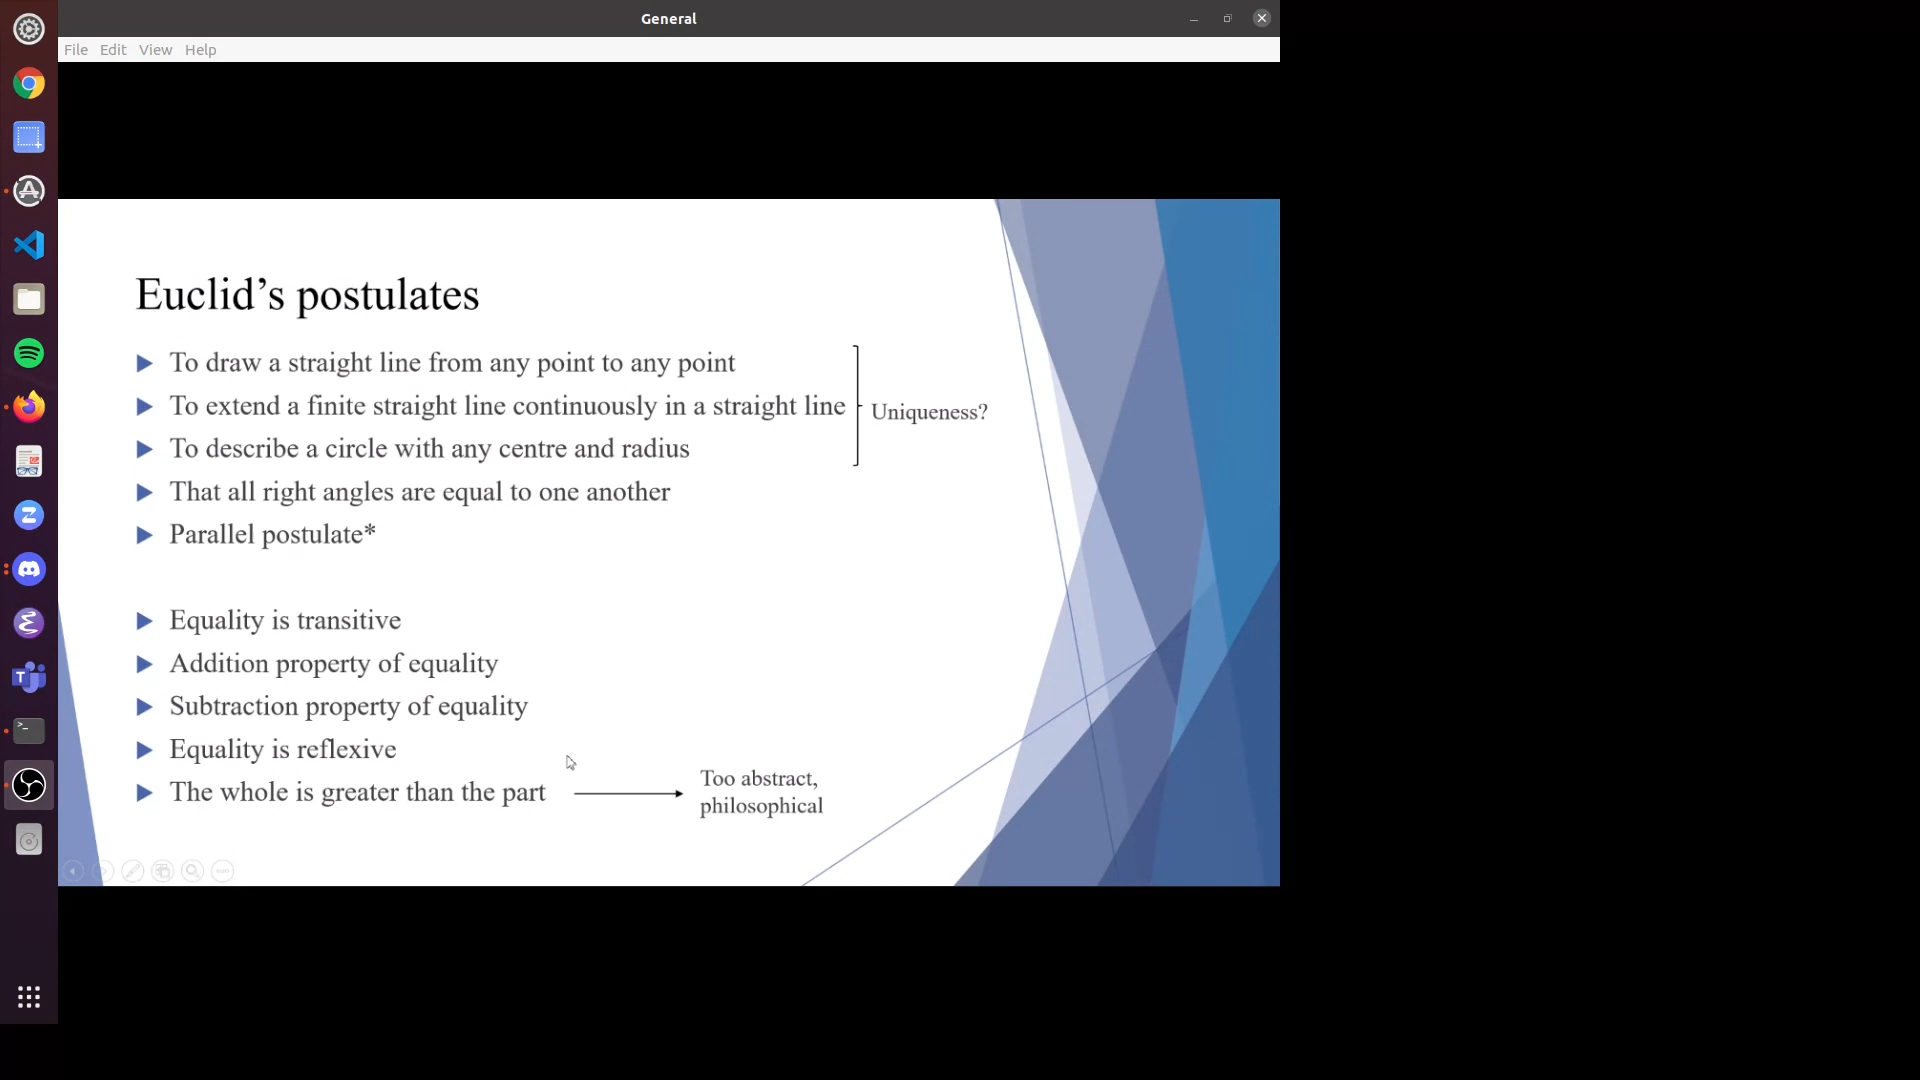 General
File Edit View Help
Euclid’s postulates
To draw a straight line from any point to any point
To extend a finite straight line continuously in a straight line
Uniqueness?
To describe a circle with any centre and radius
That all right angles are equal to one another
Parallel postulate*
Equality is transitive
Addition property of equality
Subtraction property of equality
Equality is reflexive
The whole is greater than the part
Too abstract,
philosophical